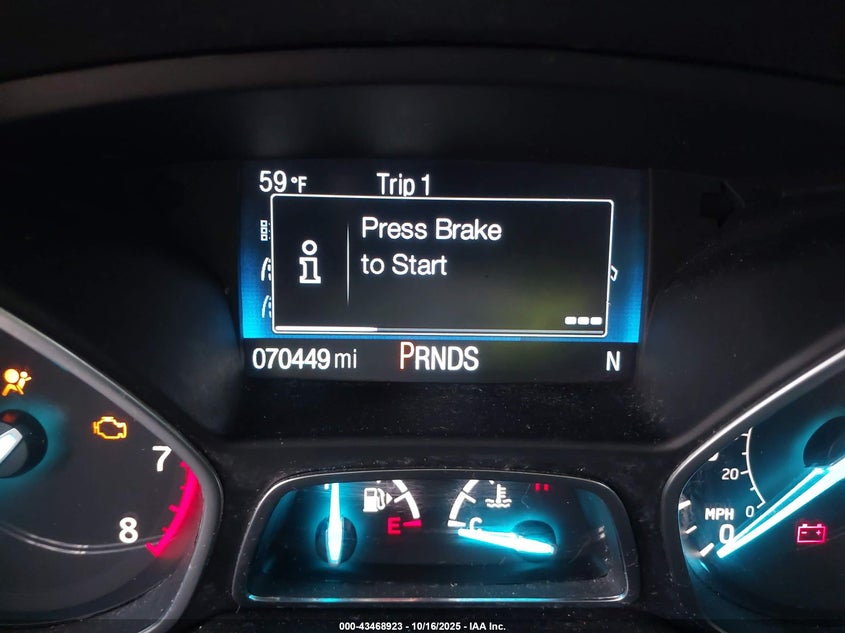 59 °F Trip 1
Press Brake
to Start
070449 mi PRNDS N
7
8
E
C H
20
0
MPH
0
000-43468923 - 10/16/2025 - IAA Inc.